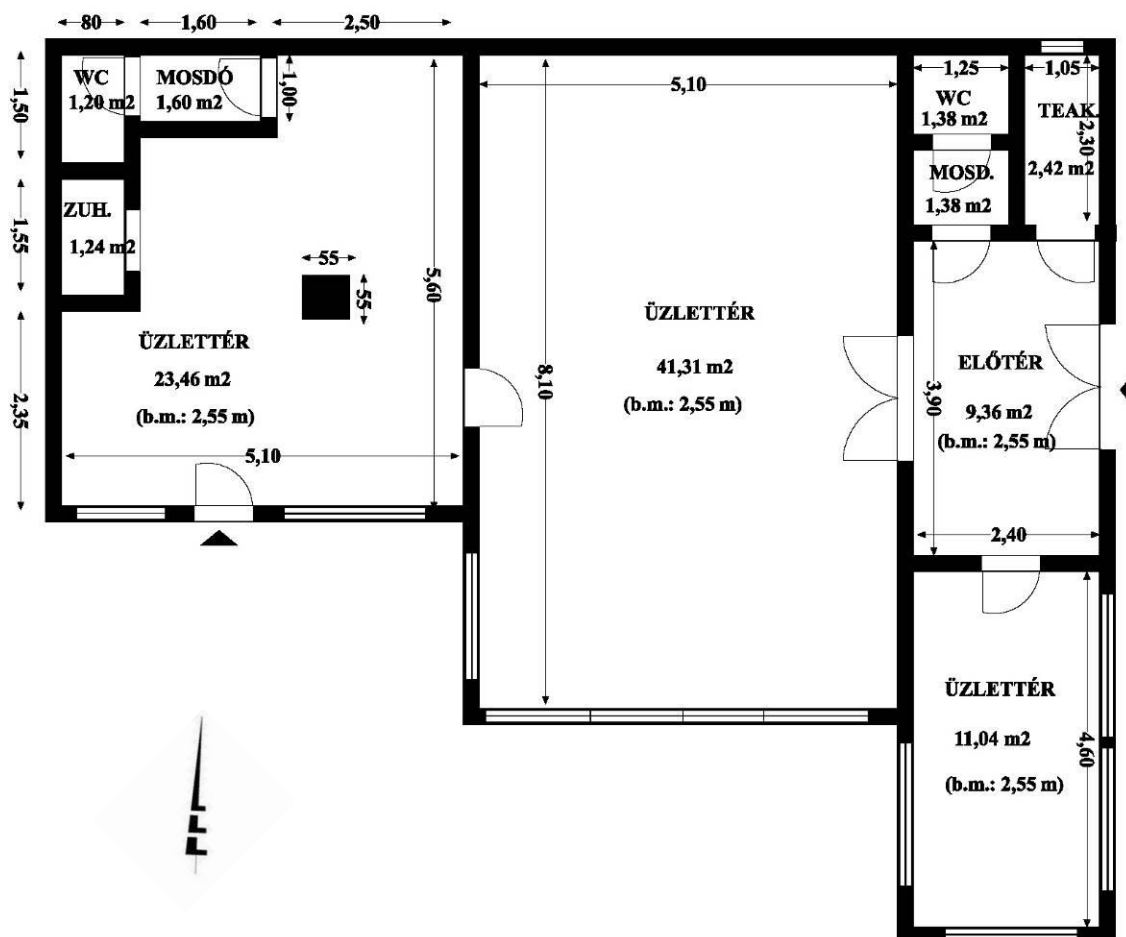 80
1,60
2,50
1,50
WC
1,20 m2
MOSDÓ
1,60 m2
1,00
5,10
1,25
WC
1,38 m2
1,05
TEAK.
2,30
2,42 m2
MOSD.
1,38 m2
1,55
ZUH.
1,24 m2
55
55
5,60
2,35
ÜZLETTÉR
23,46 m2
(b.m.: 2,55 m)
5,10
ÜZLETTÉR
41,31 m2
(b.m.: 2,55 m)
8,10
3,90
ELŐTÉR
9,36 m2
(b.m.: 2,55 m)
2,40
ÜZLETTÉR
11,04 m2
(b.m.: 2,55 m)
4,60